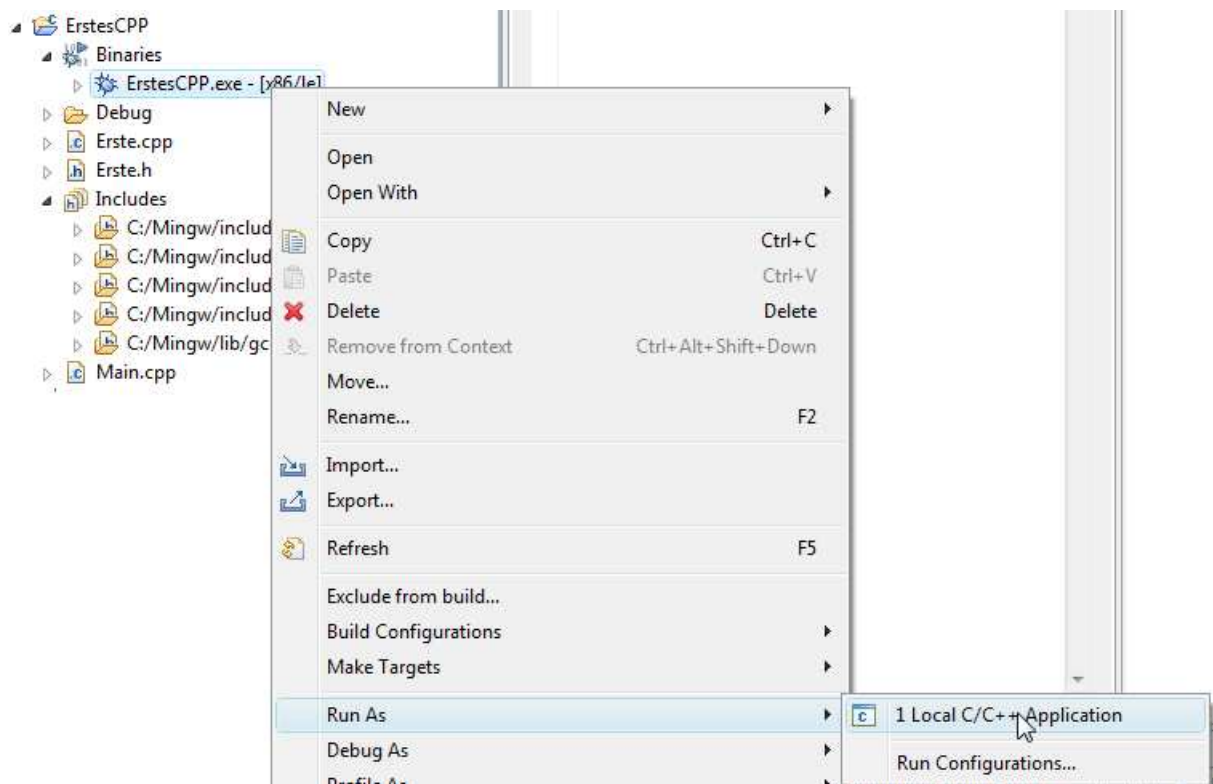 ErstesCPP
Binaries
ErstesCPP.exe - [x86/le]
Debug
Erste.cpp
Erste.h
Includes
C:/Mingw/includ
C:/Mingw/includ
C:/Mingw/includ
C:/Mingw/includ
C:/Mingw/lib/gc
Main.cpp
New
Open
Open With
Copy Ctrl+C
Paste Ctrl+V
Delete Delete
Remove from Context Ctrl+Alt+Shift+Down
Move...
Rename... F2
Import...
Export...
Refresh F5
Exclude from build...
Build Configurations
Make Targets
Run As
Debug As
Profile As
1 Local C/C++ Application
Run Configurations...